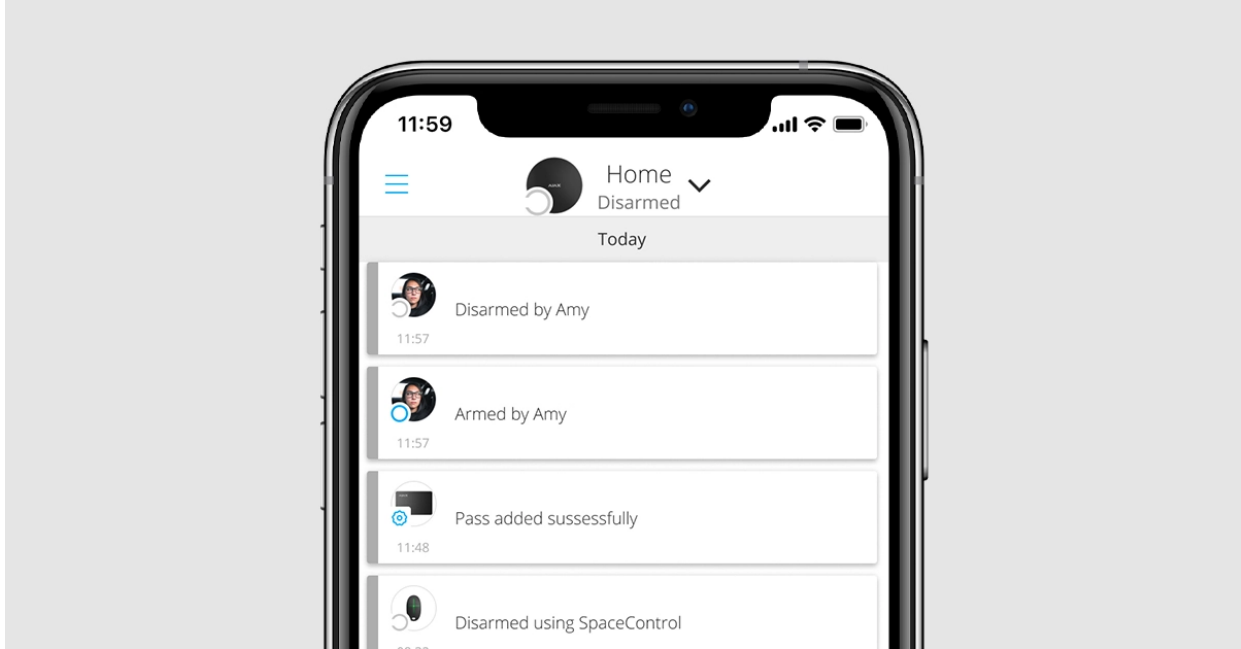 11:59
Home
Disarmed
Today
Disarmed by Amy
11:57
Armed by Amy
11:57
Pass added sussessfully
11:48
Disarmed using SpaceControl